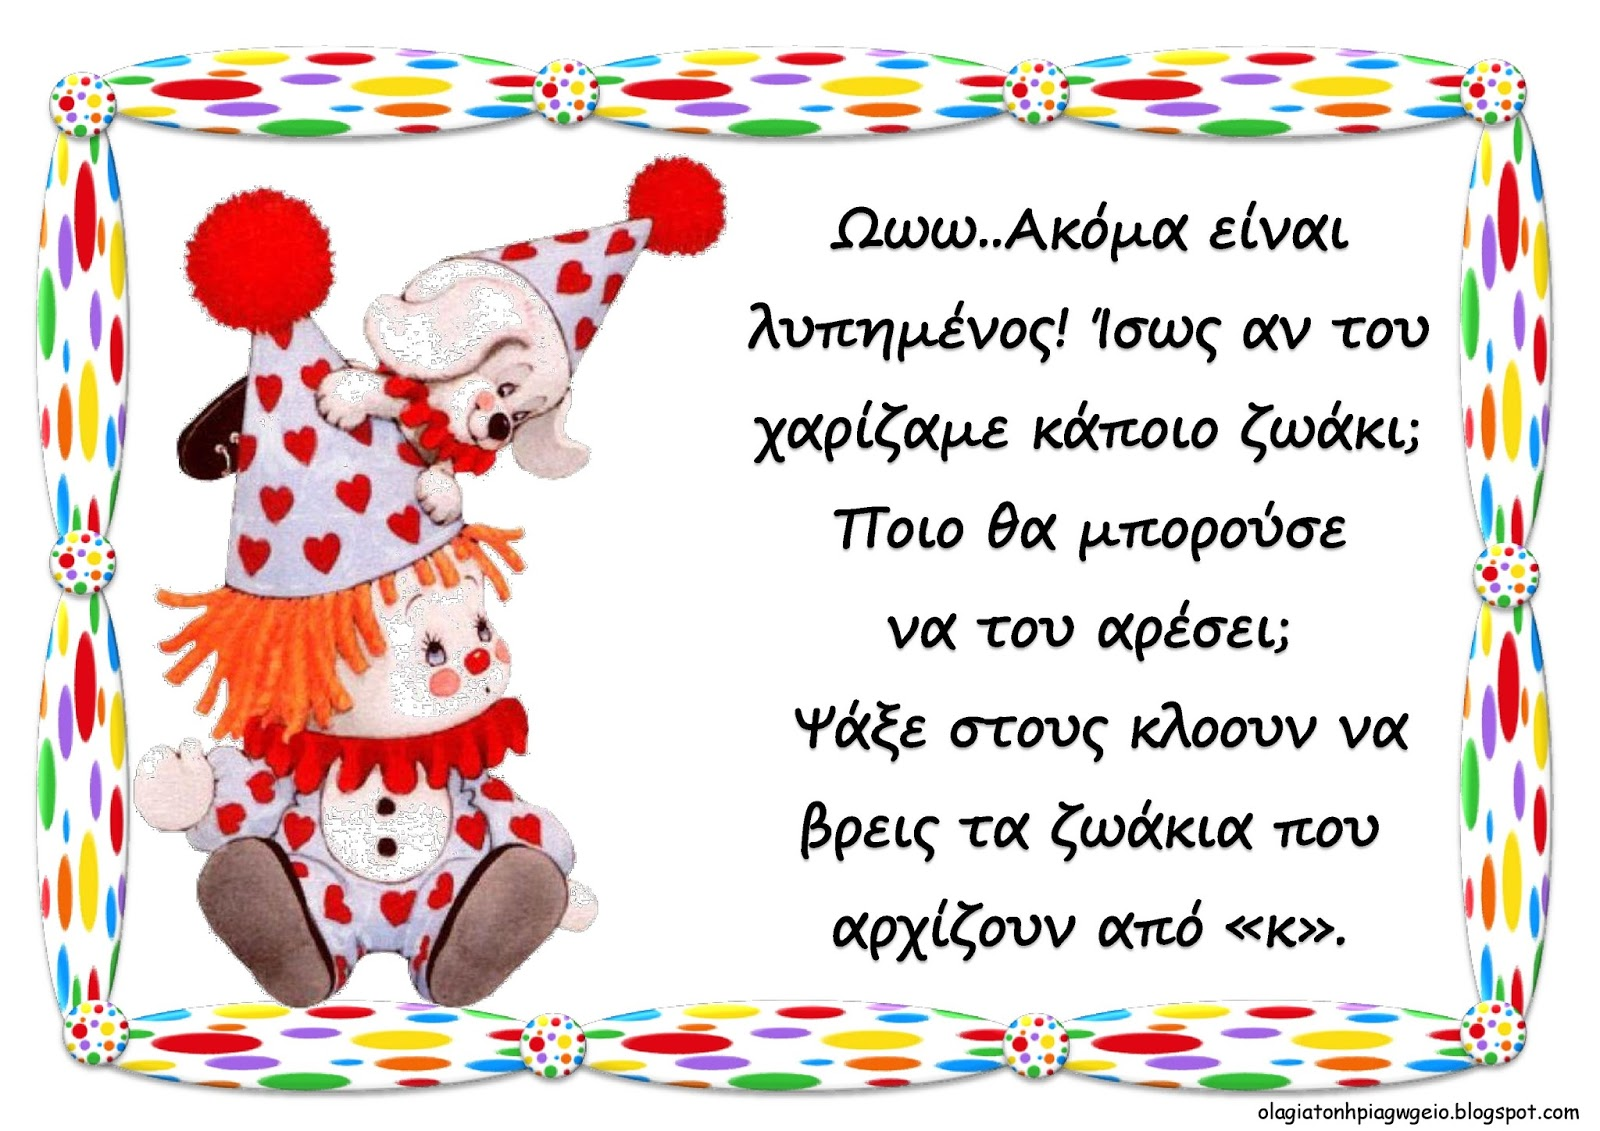 Ωωω..Ακόμα είναι
λυπημένος! Ίσως αν του
χαρίζαμε κάποιο ζωάκι;
Ποιο θα μπορούσε
να του αρέσει;
Ψάξε στους κλοουν να
βρεις τα ζωάκια που
αρχίζουν από «κ».
olagiatonhpiagwgeio.blogspot.com